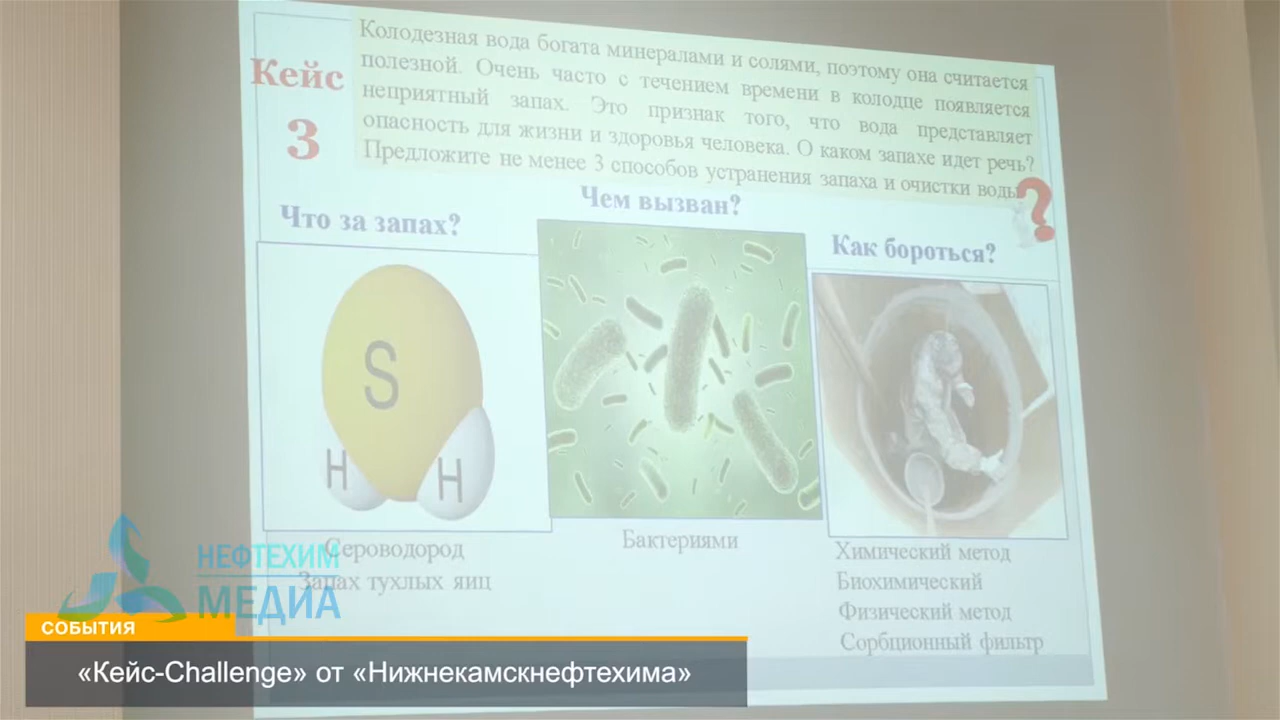 Кейс
3
Колодезная вода богата минералами и солями, поэтому она считается
полезной. Очень часто с течением времени в колодце появляется
неприятный запах. Это признак того, что вода представляет
опасность для жизни и здоровья человека. О каком запахе идет речь?
Предложите не менее 3 способов устранения запаха и очистки воды.
?
Что за запах?
Чем вызван?
Как бороться?
S
H
H
Сероводород
Запах тухлых яиц
Бактериями
Химический метод
Биохимический
Физический метод
Сорбционный фильтр
НЕФТЕХИМ
МЕДИА
СОБЫТИЯ
«Кейс-Challenge» от «Нижнекамскнефтехима»